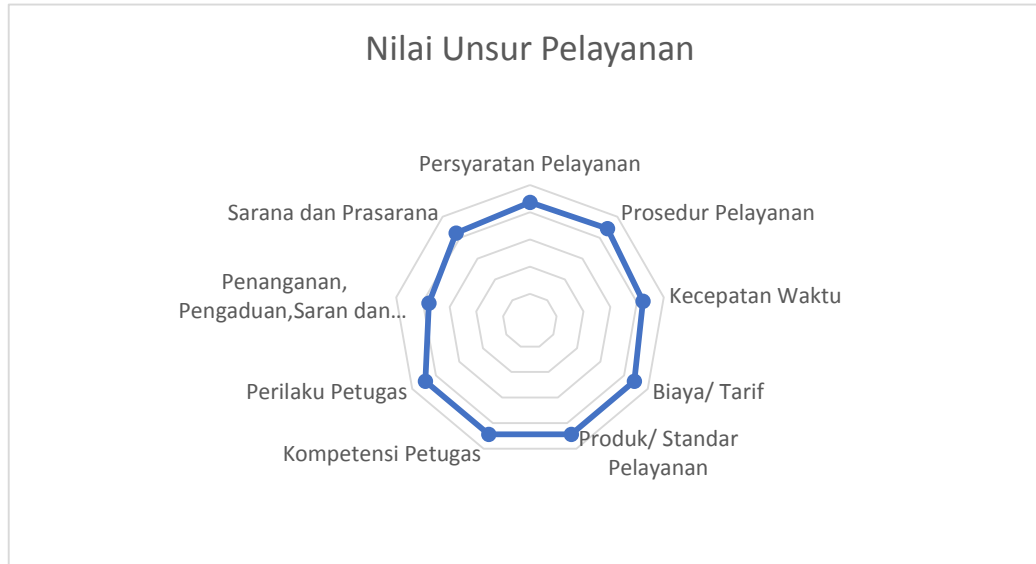 Nilai Unsur Pelayanan
Persyaratan Pelayanan
Prosedur Pelayanan
Kecepatan Waktu
Biaya/ Tarif
Produk/ Standar
Pelayanan
Kompetensi Petugas
Perilaku Petugas
Penanganan,
Pengaduan,Saran dan…
Sarana dan Prasarana